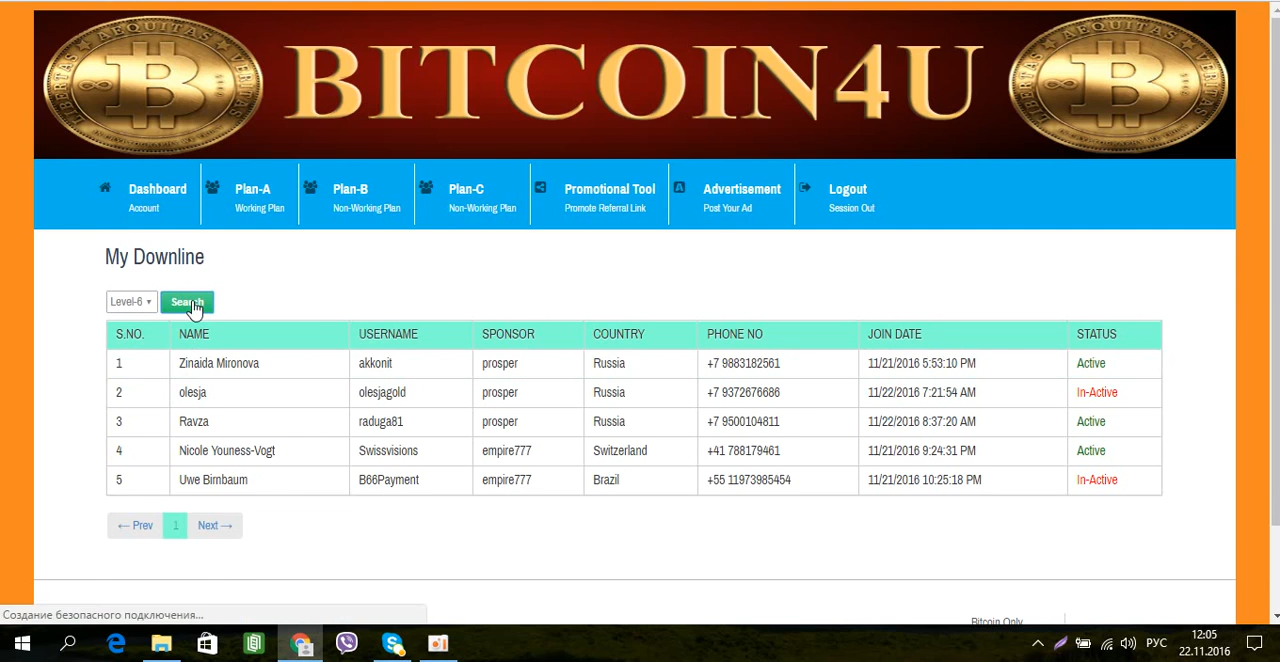 AEQUITAS
LIBERTAS
VERITAS
BITCOIN4U
AEQUITAS
LIBERTAS
VERITAS
Dashboard
Account
Plan-A
Working Plan
Plan-B
Non-Working Plan
Plan-C
Non-Working Plan
Promotional Tool
Promote Referral Link
Advertisement
Post Your Ad
Logout
Session Out
My Downline
Level-6 Search
S.NO. NAME USERNAME SPONSOR COUNTRY PHONE NO JOIN DATE STATUS
1 Zinaida Mironova akkonit prosper Russia +7 9883182561 11/21/2016 5:53:10 PM Active
2 olesja olesjagold prosper Russia +7 9372676686 11/22/2016 7:21:54 AM In-Active
3 Ravza raduga81 prosper Russia +7 9500104811 11/22/2016 8:37:20 AM Active
4 Nicole Youness-Vogt Swissvisions empire777 Switzerland +41 788179461 11/21/2016 9:24:31 PM Active
5 Uwe Birnbaum B66Payment empire777 Brazil +55 11973985454 11/21/2016 10:25:18 PM In-Active
← Prev 1 Next →
Создание безопасного подключения...
Bitcoin Only
РУС
12:05
22.11.2016